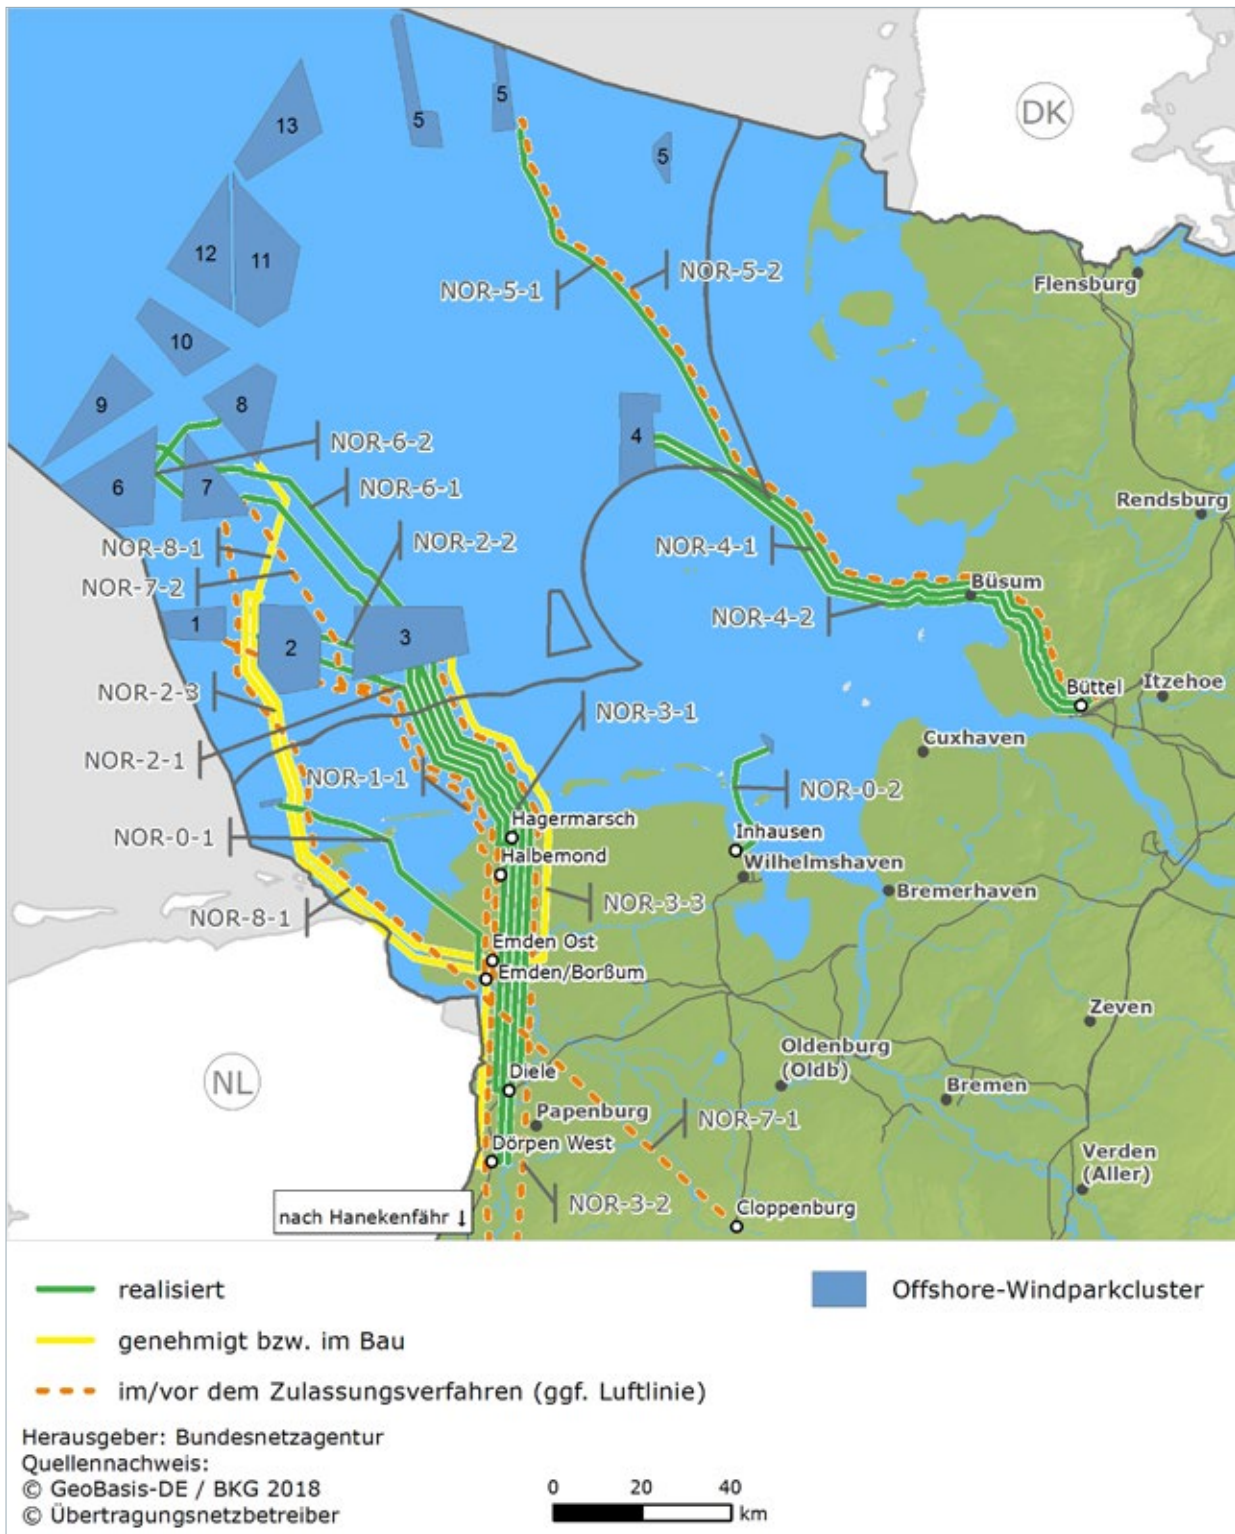 5
5
13
DK
5
12
11
NOR-5-2
NOR-5-1
Flensburg
10
9
8
4
NOR-6-2
6
7
NOR-6-1
Rendsburg
NOR-8-1
NOR-2-2
NOR-4-1
NOR-7-2
Büsum
NOR-4-2
1
2
3
NOR-2-3
Büttel
Itzehoe
NOR-3-1
Cuxhaven
NOR-2-1
NOR-1-1
NOR-0-2
Hagermarsch
Inhausen
NOR-0-1
Halbemond
Wilhelmshaven
Bremerhaven
NOR-3-3
NOR-8-1
Emden Ost
Emden/Borßum
Zeven
Oldenburg
(Oldb)
NL
Diele
Bremen
Papenburg
NOR-7-1
Dörpen West
Verden
(Aller)
NOR-3-2
nach Hanekenfähr ↓
Cloppenburg
realisiert
Offshore-Windparkcluster
genehmigt bzw. im Bau
im/vor dem Zulassungsverfahren (ggf. Luftlinie)
Herausgeber: Bundesnetzagentur
Quellennachweis:
© GeoBasis-DE / BKG 2018
© Übertragungsnetzbetreiber
0 20 40
km